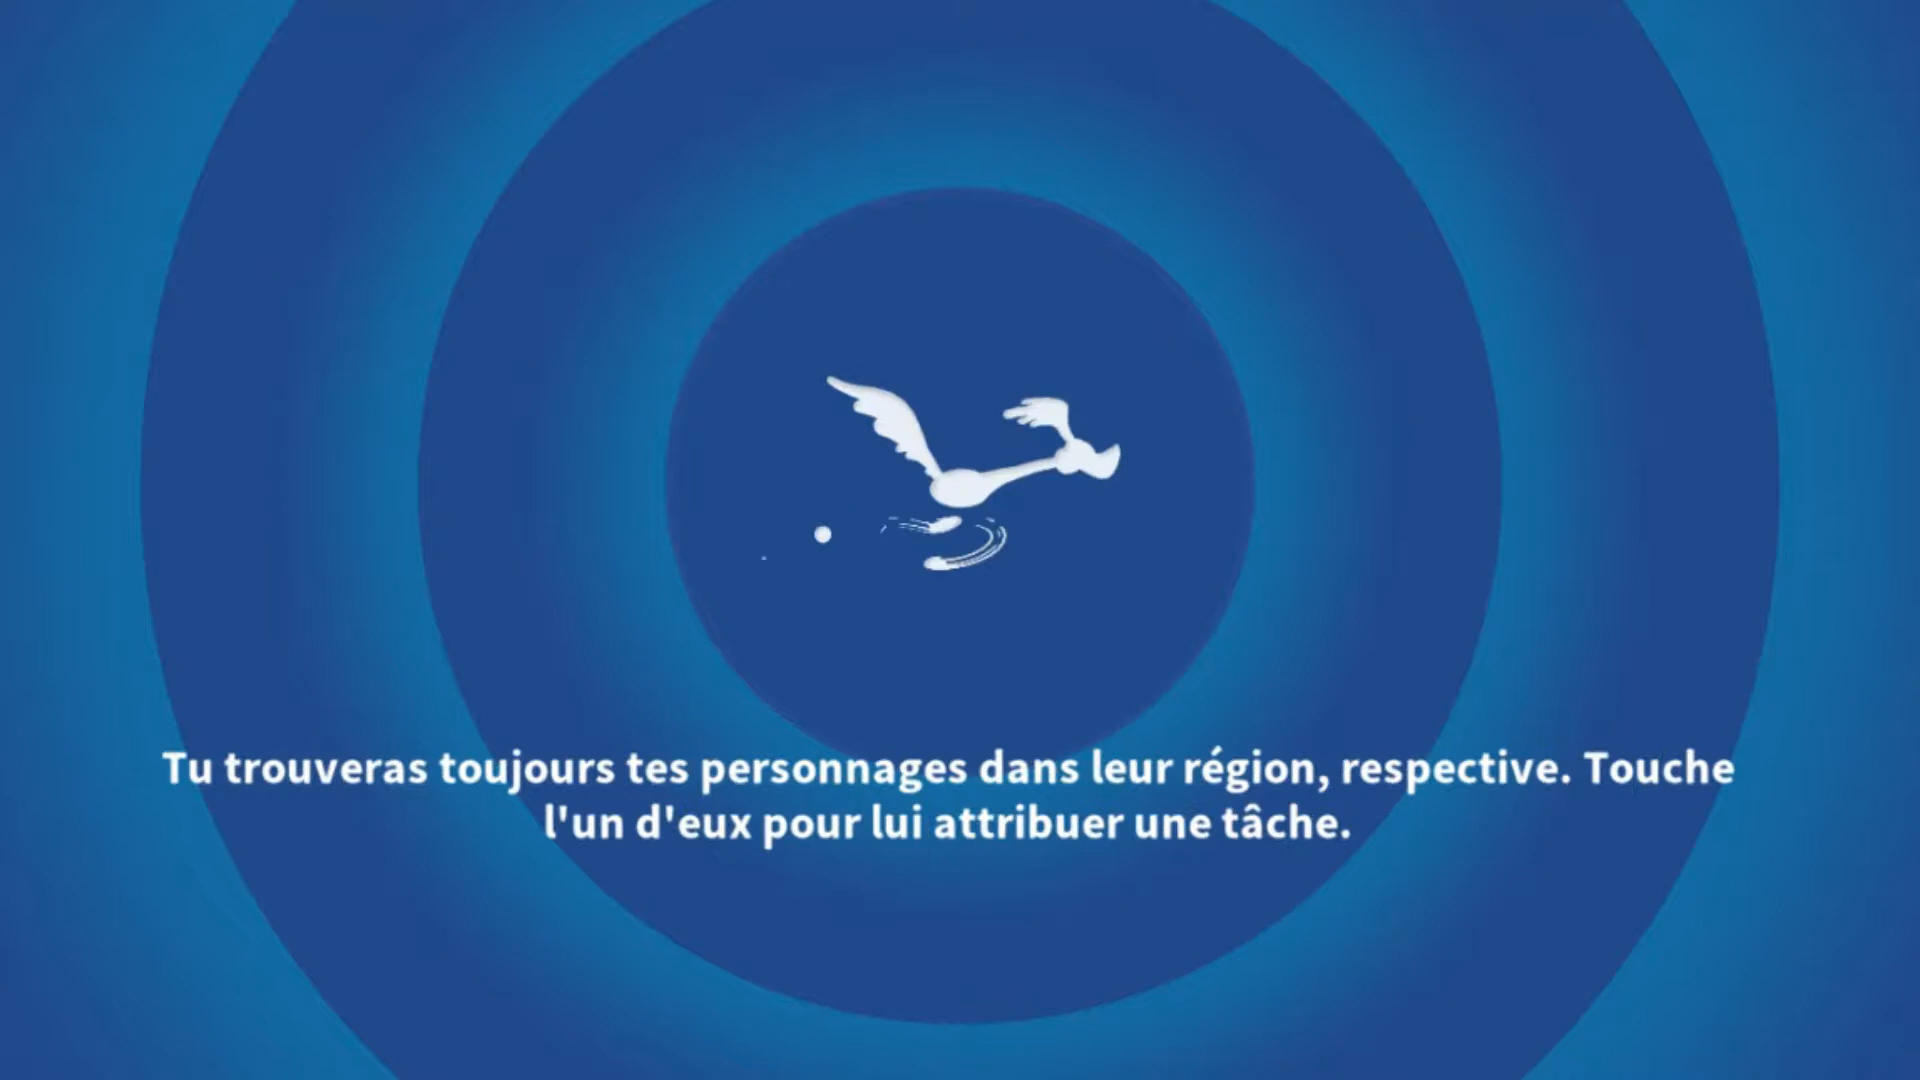 Tu trouveras toujours tes personnages dans leur région, respective. Touche
l'un d'eux pour lui attribuer une tâche.